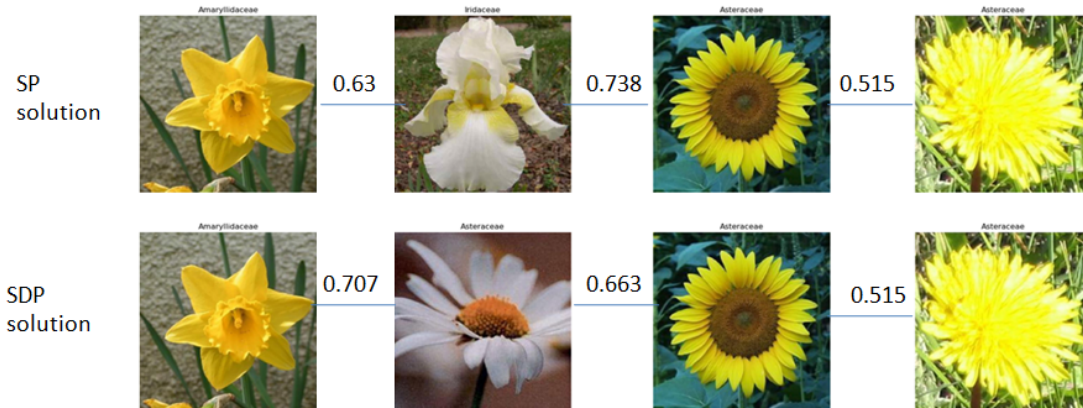 Amaryllidaceae
Iridaceae
Asteraceae
Asteraceae
SP
solution
0.63
0.738
0.515
Amaryllidaceae
Asteraceae
Asteraceae
Asteraceae
SDP
solution
0.707
0.663
0.515